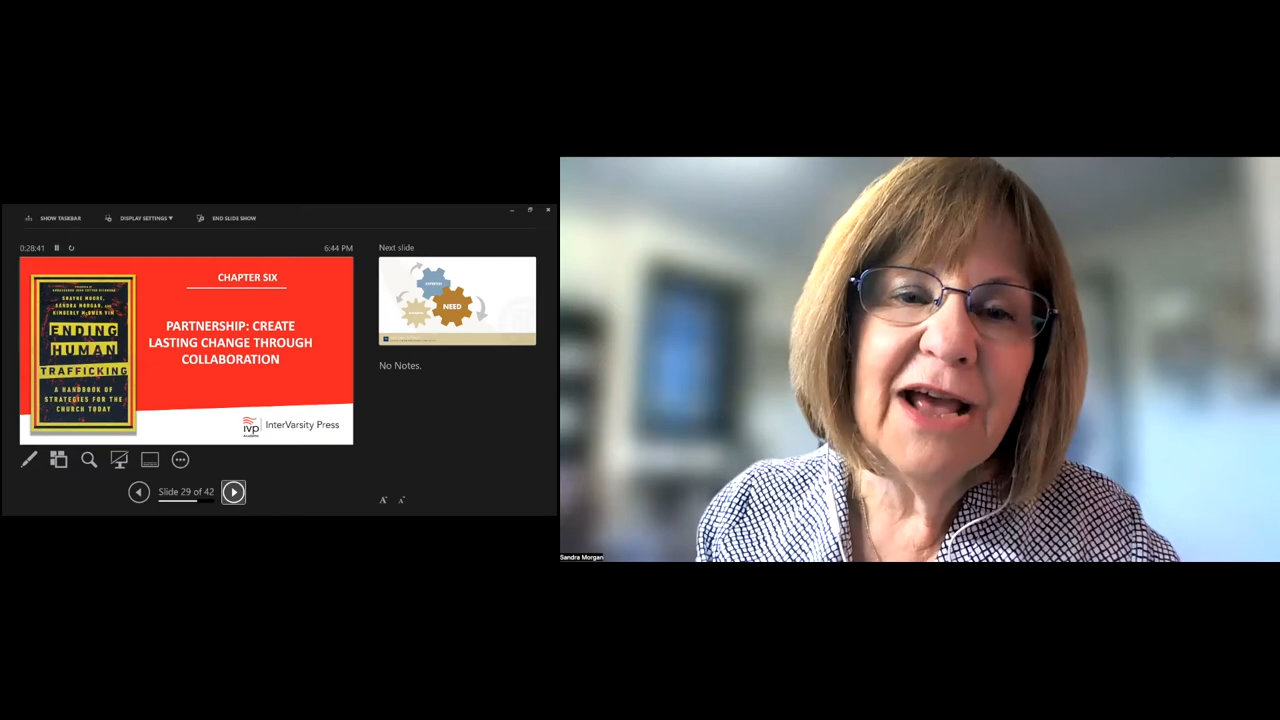 SHOW TASKBAR
DISPLAY SETTINGS ▾
END SLIDE SHOW
0:28:41
6:44 PM
Next slide
CHAPTER SIX
PARTNERSHIP: CREATE
LASTING CHANGE THROUGH
COLLABORATION
SHAYNE MOORE,
SANDRA MORGAN, AND
KIMBERLY MCOWEN YIM
ENDING
HUMAN
TRAFFICKING
A HANDBOOK OF
STRATEGIES FOR THE
CHURCH TODAY
ivp
InterVarsity Press
NEED
No Notes.
Slide 29 of 42
A A
Sandra Morgan